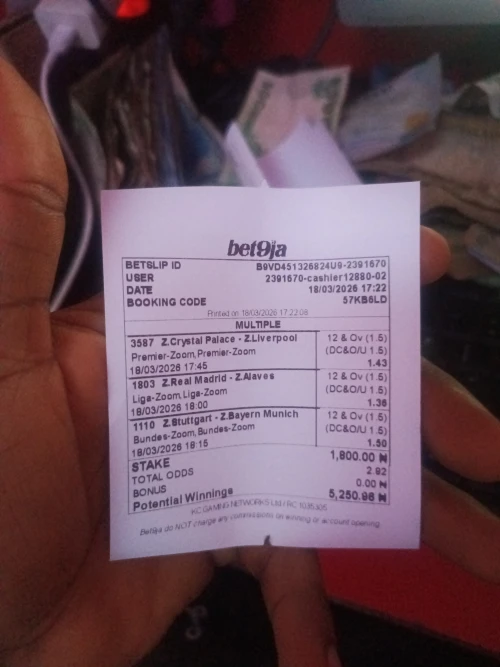 bet9ja
BETSLIP ID B9VD451326824U9-2391670
USER 2391670-cashier12880-02
DATE 18/03/2026 17:22
BOOKING CODE 57KB6LD
Printed on 18/03/2026 17:22:08
MULTIPLE
3587 Z.Crystal Palace - Z.Liverpool 12 & Ov (1.5)
Premier-Zoom,Premier-Zoom (DC&O/U 1.5)
18/03/2026 17:45 1.43
1803 Z.Real Madrid - Z.Alaves 12 & Ov (1.5)
Liga-Zoom,Liga-Zoom (DC&O/U 1.5)
18/03/2026 18:00 1.36
1110 Z.Stuttgart - Z.Bayern Munich 12 & Ov (1.5)
Bundes-Zoom,Bundes-Zoom (DC&O/U 1.5)
18/03/2026 18:15 1.50
STAKE 1,800.00 ₦
TOTAL ODDS 2.92
BONUS 0.00 ₦
Potential Winnings 5,250.96 ₦
KC GAMING NETWORKS Ltd / RC 1035305
Bet9ja do NOT charge any commissions on winning or account opening.